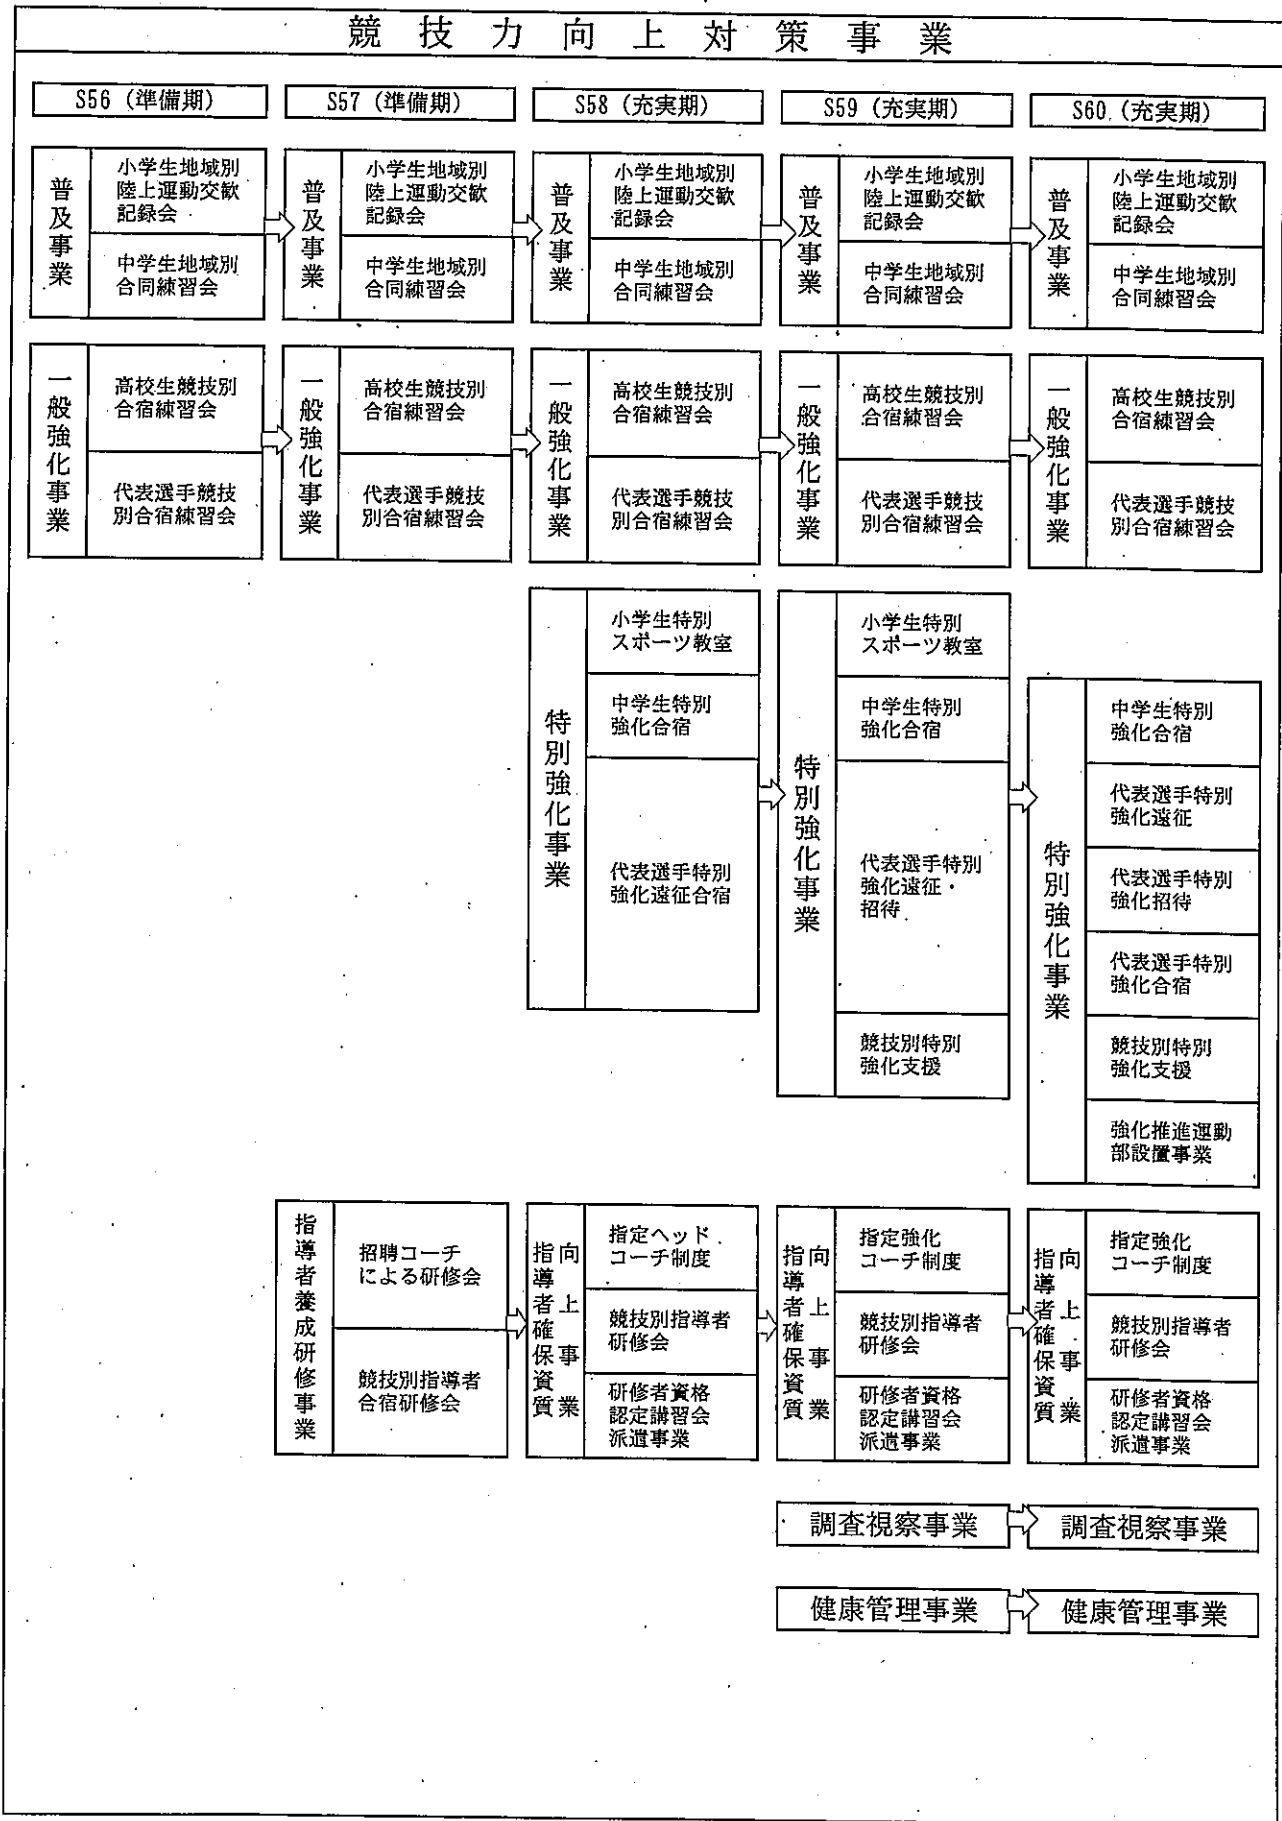 競技力向上対策事業
S56（準備期）
S57（準備期）
S58（充実期）
S59（充実期）
S60（充実期）
普及事業
小学生地域別
陸上運動交歓
記録会
中学生地域別
合同練習会
普及事業
小学生地域別
陸上運動交歓
記録会
中学生地域別
合同練習会
普及事業
小学生地域別
陸上運動交歓
記録会
中学生地域別
合同練習会
普及事業
小学生地域別
陸上運動交歓
記録会
中学生地域別
合同練習会
普及事業
小学生地域別
陸上運動交歓
記録会
中学生地域別
合同練習会
一般強化事業
高校生競技別
合宿練習会
代表選手競技
別合宿練習会
一般強化事業
高校生競技別
合宿練習会
代表選手競技
別合宿練習会
一般強化事業
高校生競技別
合宿練習会
代表選手競技
別合宿練習会
一般強化事業
高校生競技別
合宿練習会
代表選手競技
別合宿練習会
一般強化事業
高校生競技別
合宿練習会
代表選手競技
別合宿練習会
特別強化事業
小学生特別
スポーツ教室
中学生特別
強化合宿
代表選手特別
強化遠征合宿
特別強化事業
小学生特別
スポーツ教室
中学生特別
強化合宿
代表選手特別
強化遠征・
招待
競技別特別
強化支援
特別強化事業
中学生特別
強化合宿
代表選手特別
強化遠征
代表選手特別
強化招待
代表選手特別
強化合宿
競技別特別
強化支援
強化推進運動
部設置事業
指導者養成研修事業
招聘コーチ
による研修会
競技別指導者
合宿研修会
指導者確保資質
向上事業
指定ヘッド
コーチ制度
競技別指導者
研修会
研修者資格
認定講習会
派遣事業
指導者確保資質
向上事業
指定強化
コーチ制度
競技別指導者
研修会
研修者資格
認定講習会
派遣事業
指導者確保資質
向上事業
指定強化
コーチ制度
競技別指導者
研修会
研修者資格
認定講習会
派遣事業
調査視察事業
調査視察事業
健康管理事業
健康管理事業